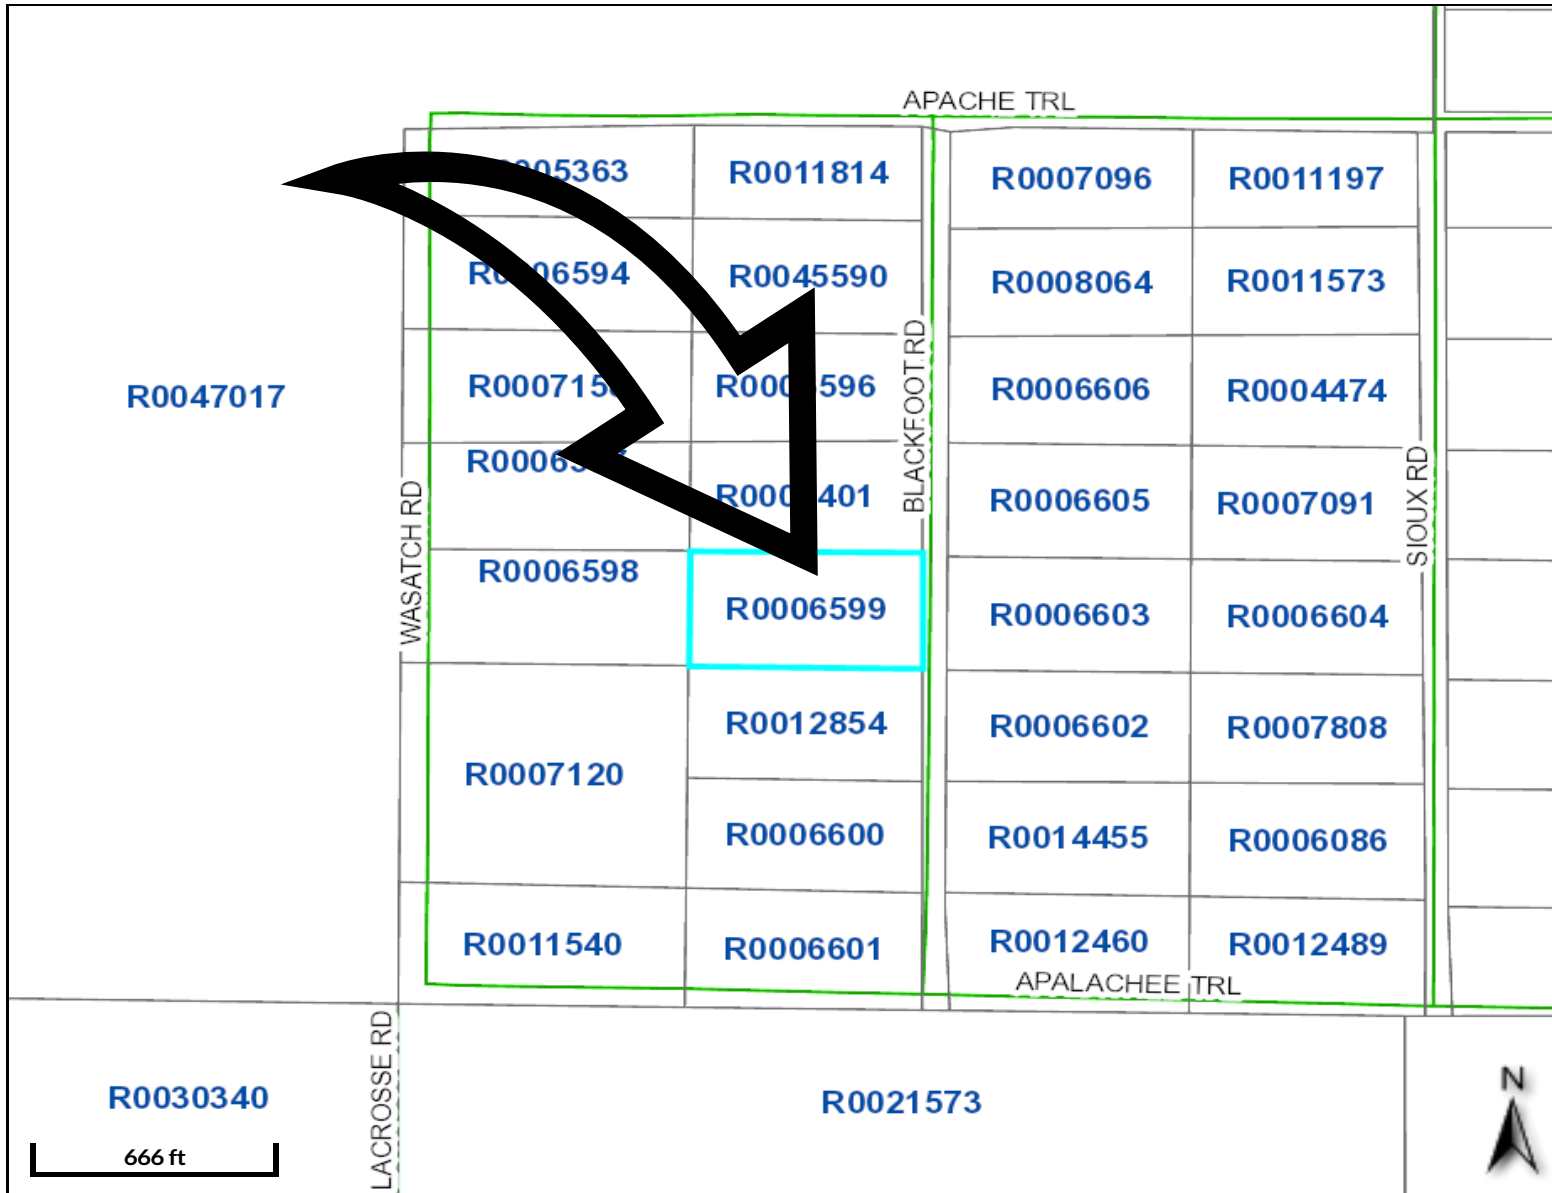 APACHE TRL
R0011814
R0007096
R0011197
R0045590
R0008064
R0011573
R0047017
R0006606
R0004474
BLACKFOOT RD
WASATCH RD
R0006605
R0007091
SIOUX RD
R0006598
R0006599
R0006603
R0006604
R0012854
R0006602
R0007808
R0007120
R0006600
R0014455
R0006086
R0011540
R0006601
R0012460
R0012489
APALACHEE TRL
LACROSSE RD
R0030340
R0021573
N
666 ft